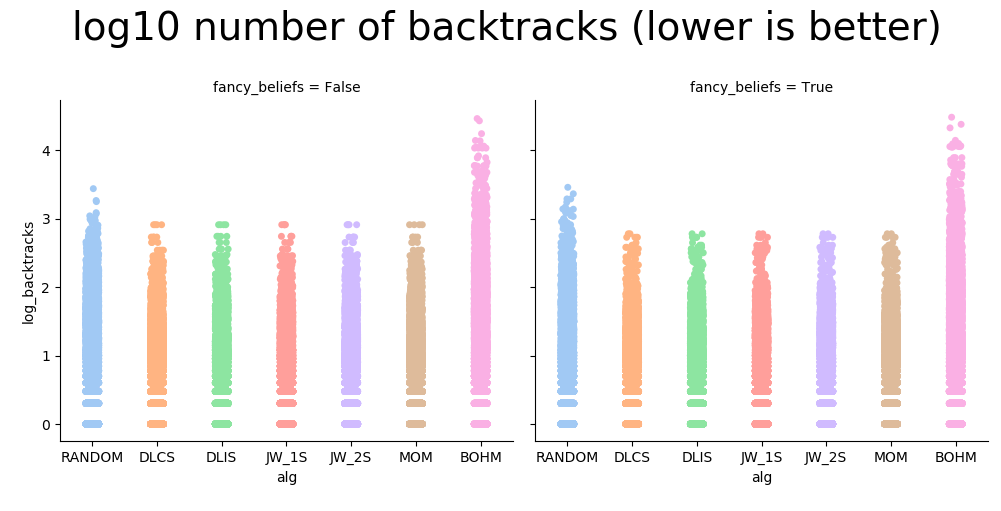 log10 number of backtracks (lower is better)
fancy_beliefs = False
fancy_beliefs = True
log_backtracks
4
3
2
1
0
RANDOM DLCS DLIS JW_1S JW_2S MOM BOHM
RANDOM DLCS DLIS JW_1S JW_2S MOM BOHM
alg
alg